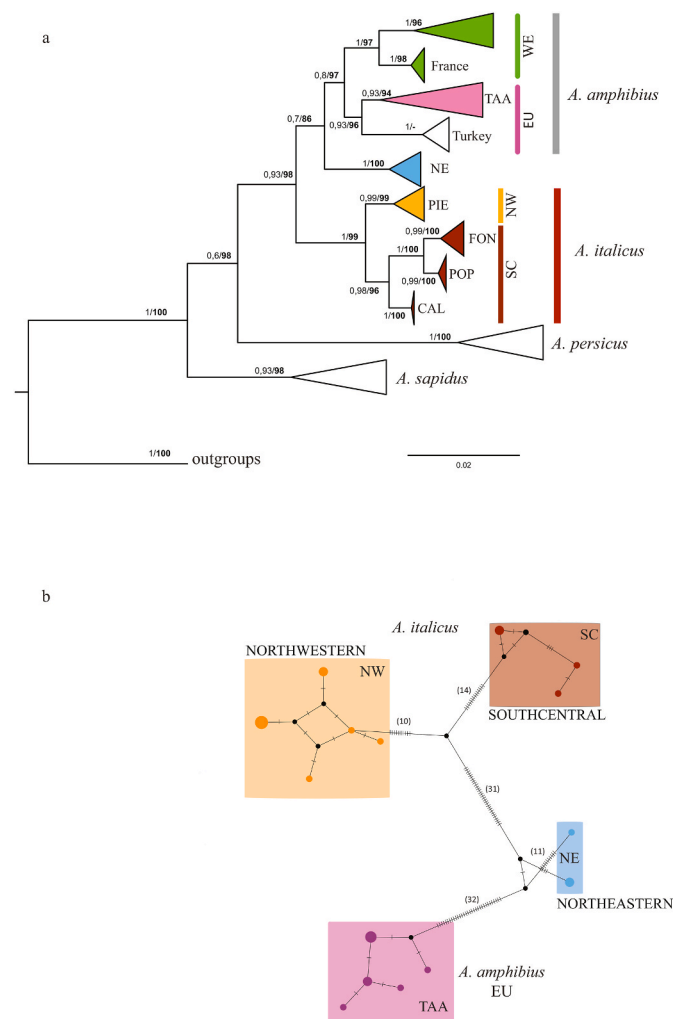 a
1/96
1/97
WE
1/98
France
0,8/97
0,93/94
TAA
A. amphibius
0,7/86
EU
0,93/96
1/-
Turkey
1/100
NE
0,93/98
0,99/99
PIE
NW
0,99/100
FON
1/99
1/100
A. italicus
0,6/98
SC
0,99/100
POP
0,98/96
CAL
1/100
1/100
1/100
A. persicus
0,93/98
A. sapidus
1/100
outgroups
0.02
b
A. italicus
SC
NORTHWESTERN
NW
(14)
SOUTHCENTRAL
(10)
(31)
(11)
NE
(32)
NORTHEASTERN
A. amphibius
EU
TAA